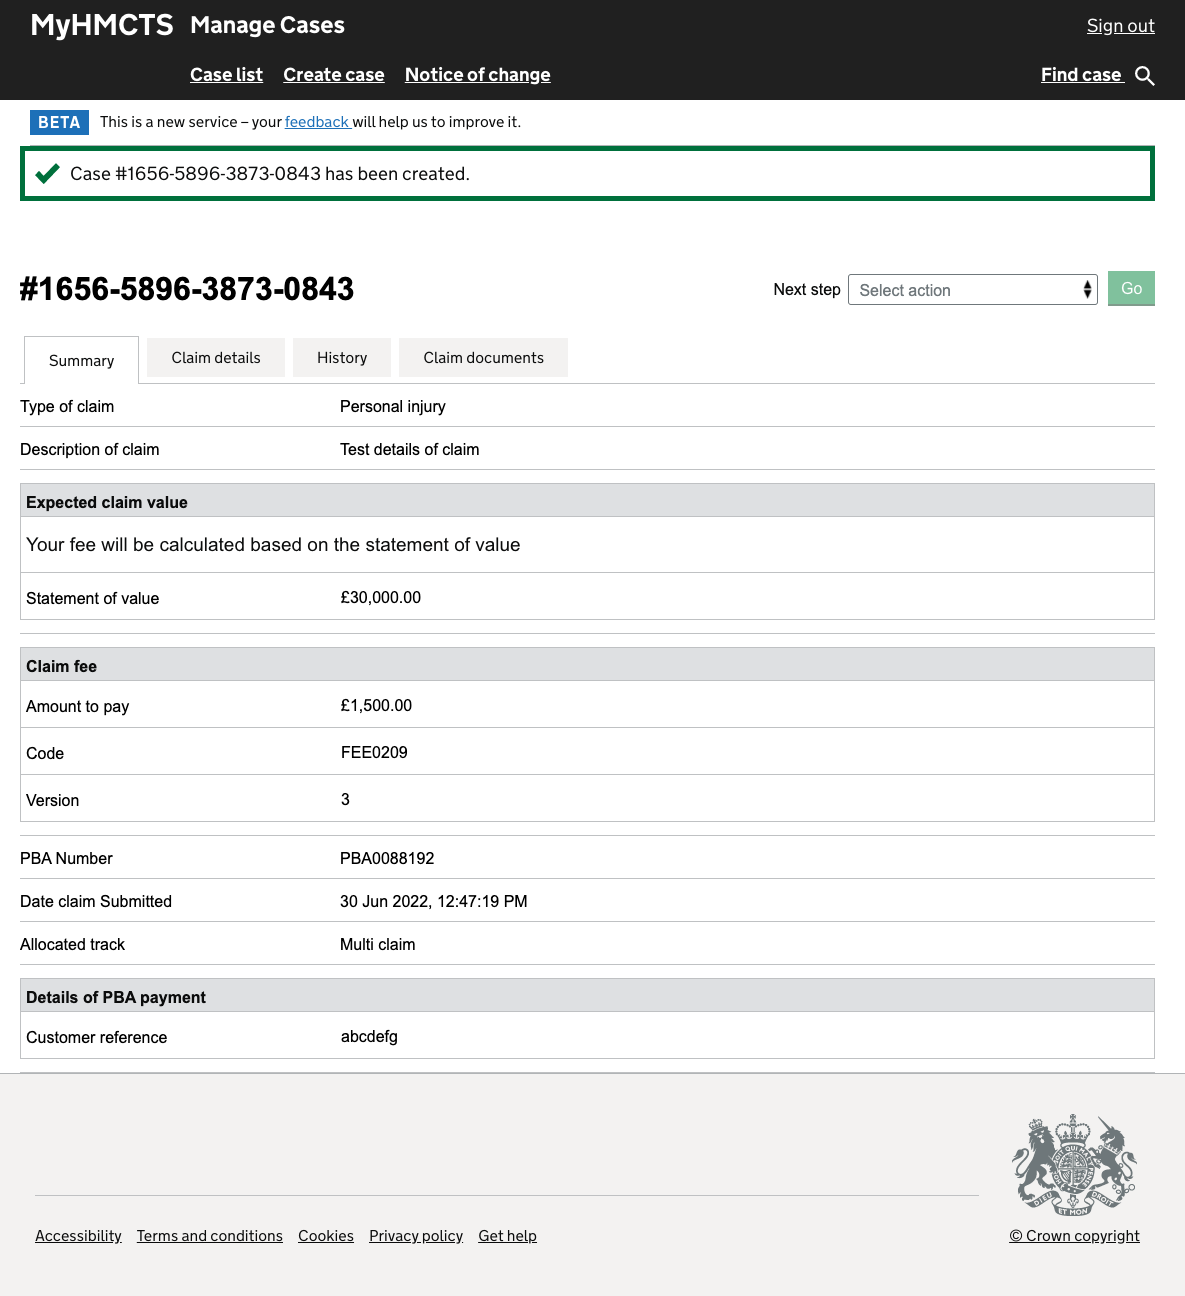 MyHMCTS Manage Cases Sign out
Case list Create case Notice of change Find case
BETA This is a new service – your feedback will help us to improve it.
Case #1656-5896-3873-0843 has been created.
#1656-5896-3873-0843 Next step Select action Go
Summary Claim details History Claim documents
Type of claim Personal injury
Description of claim Test details of claim
Expected claim value
Your fee will be calculated based on the statement of value
Statement of value £30,000.00
Claim fee
Amount to pay £1,500.00
Code FEE0209
Version 3
PBA Number PBA0088192
Date claim Submitted 30 Jun 2022, 12:47:19 PM
Allocated track Multi claim
Details of PBA payment
Customer reference abcdefg
DIEU ET MON DROIT
Accessibility Terms and conditions Cookies Privacy policy Get help © Crown copyright